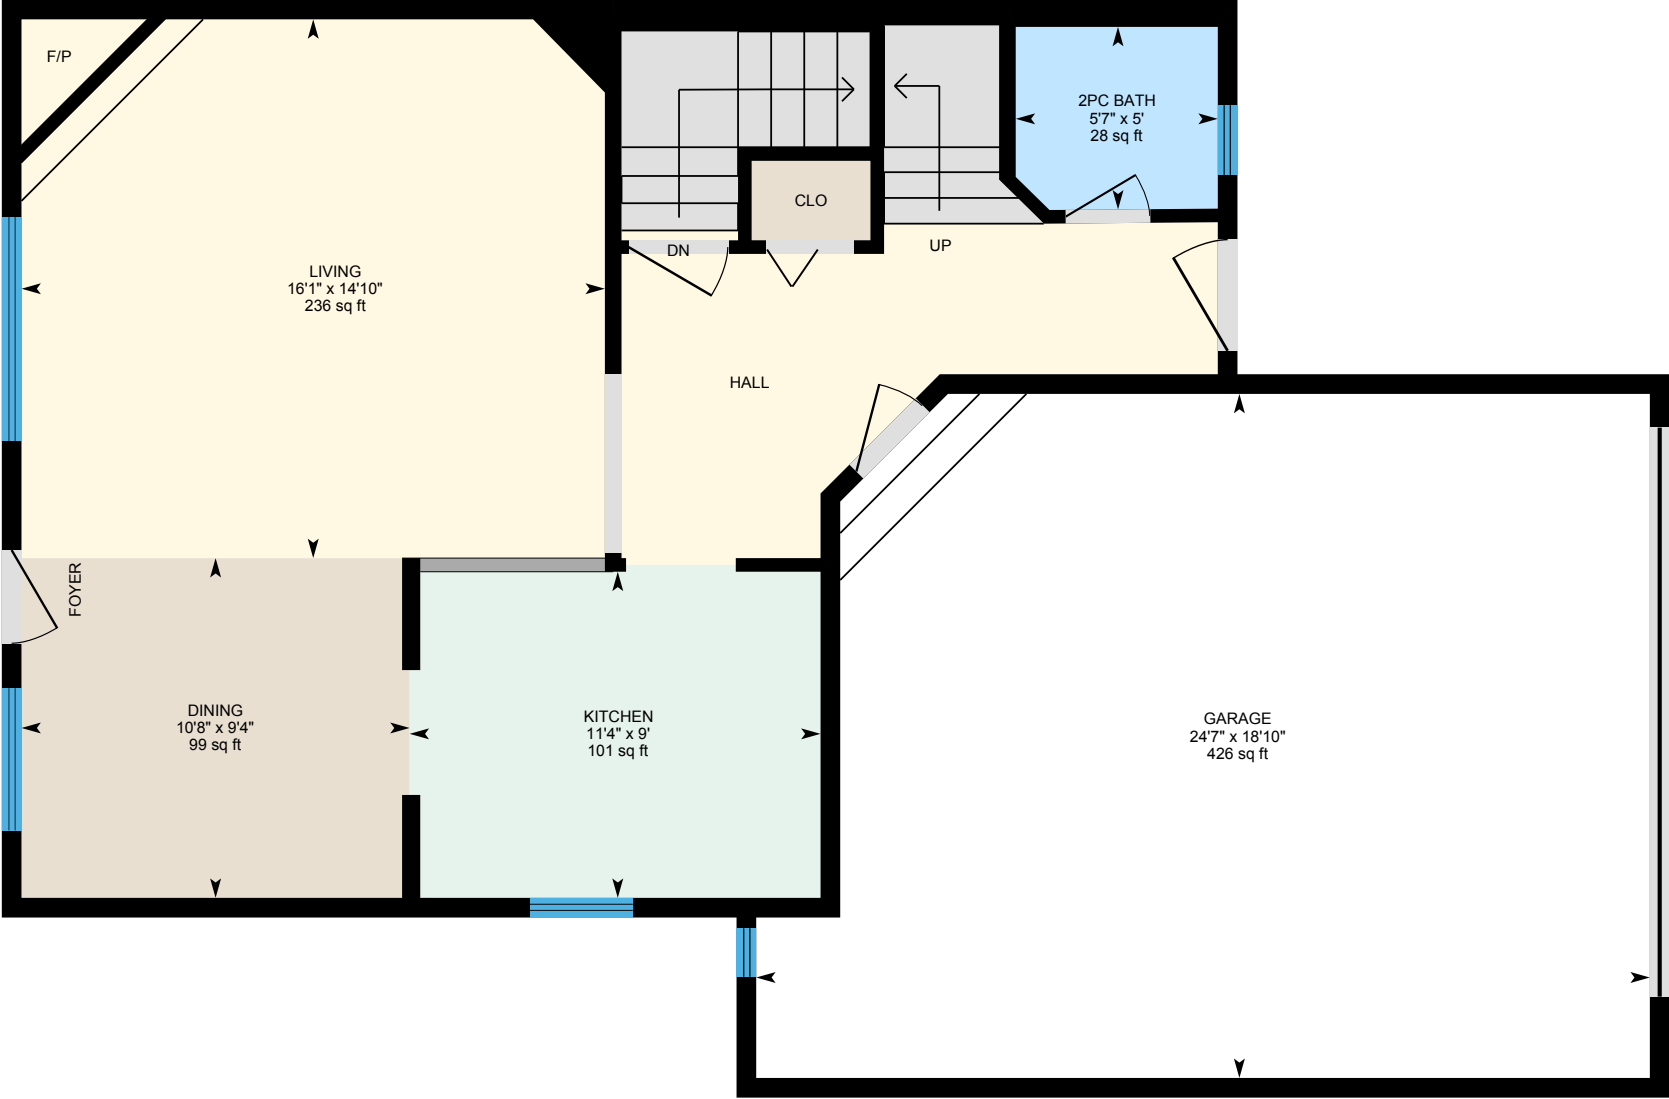 F/P
2PC BATH
5'7" x 5'
28 sq ft
CLO
DN
UP
LIVING
16'1" x 14'10"
236 sq ft
HALL
FOYER
DINING
10'8" x 9'4"
99 sq ft
KITCHEN
11'4" x 9'
101 sq ft
GARAGE
24'7" x 18'10"
426 sq ft